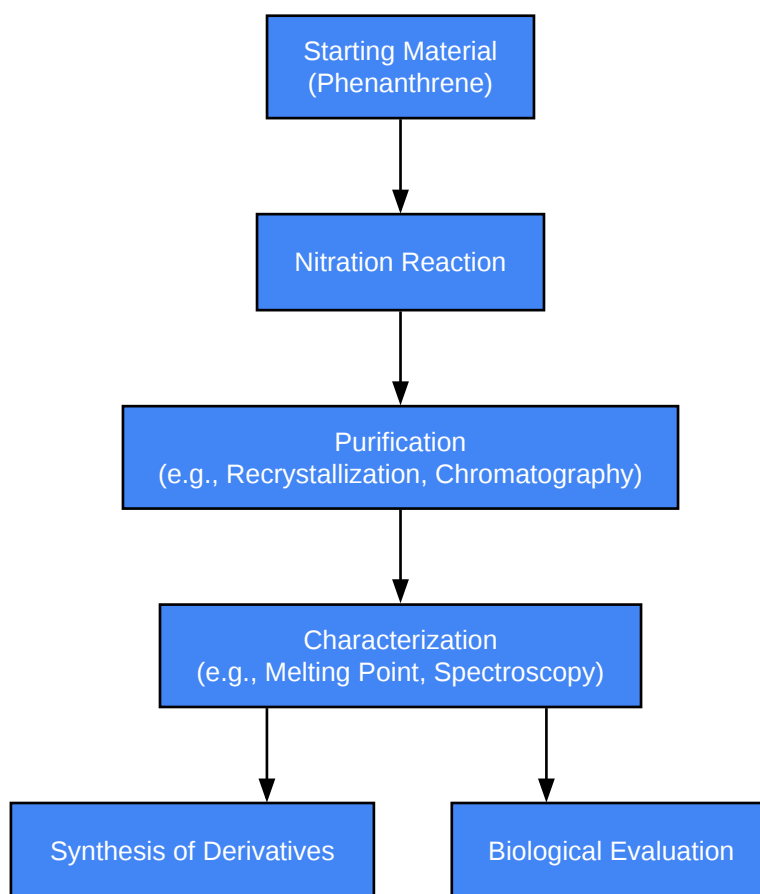 Starting Material
(Phenanthrene)
Nitration Reaction
Purification
(e.g., Recrystallization, Chromatography)
Characterization
(e.g., Melting Point, Spectroscopy)
Synthesis of Derivatives
Biological Evaluation